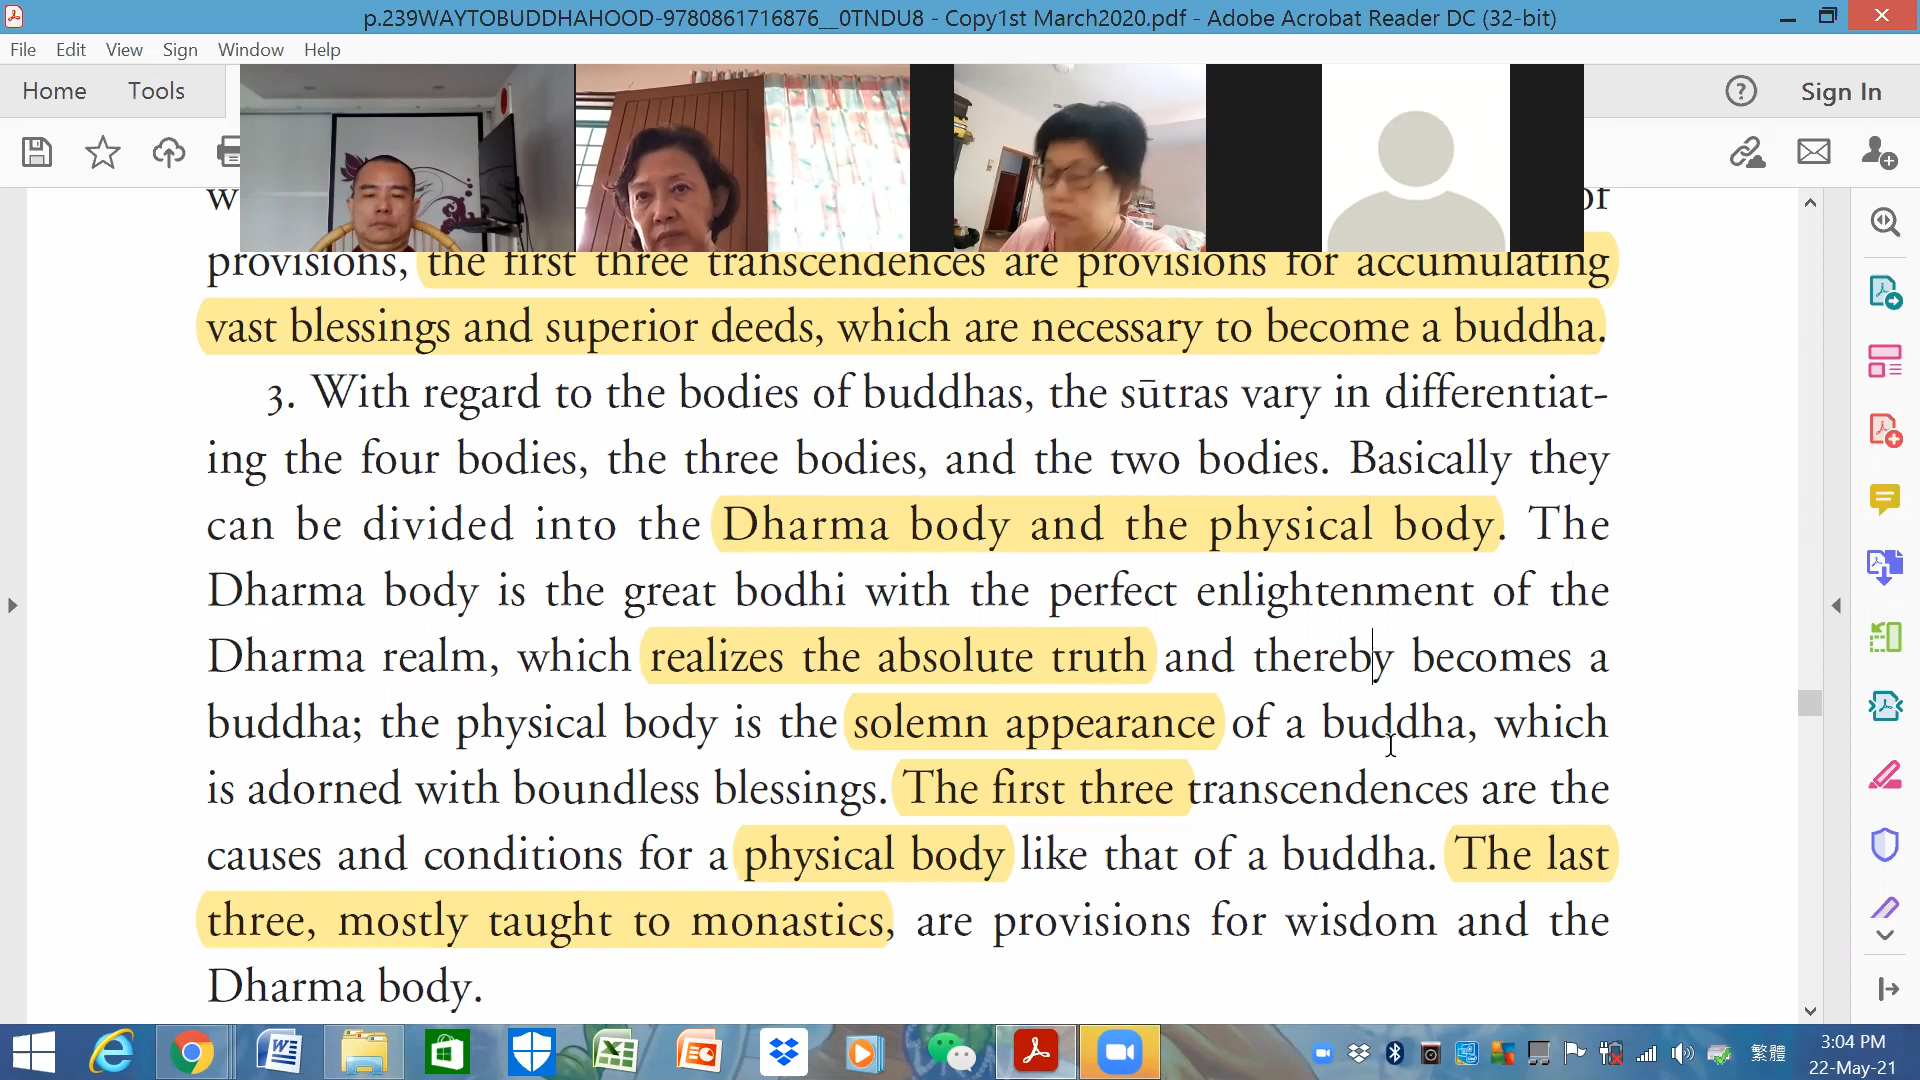 p.239WAYTOBUDDHAHOOD-9780861716876__0TNDU8 - Copy1st March2020.pdf - Adobe Acrobat Reader DC (32-bit)
File Edit View Sign Window Help
Home Tools Sign In
of
provisions, the first three transcendences are provisions for accumulating
vast blessings and superior deeds, which are necessary to become a buddha.
3. With regard to the bodies of buddhas, the sūtras vary in differentiat-
ing the four bodies, the three bodies, and the two bodies. Basically they
can be divided into the Dharma body and the physical body. The
Dharma body is the great bodhi with the perfect enlightenment of the
Dharma realm, which realizes the absolute truth and thereby becomes a
buddha; the physical body is the solemn appearance of a buddha, which
is adorned with boundless blessings. The first three transcendences are the
causes and conditions for a physical body like that of a buddha. The last
three, mostly taught to monastics, are provisions for wisdom and the
Dharma body.
繁體
3:04 PM
22-May-21